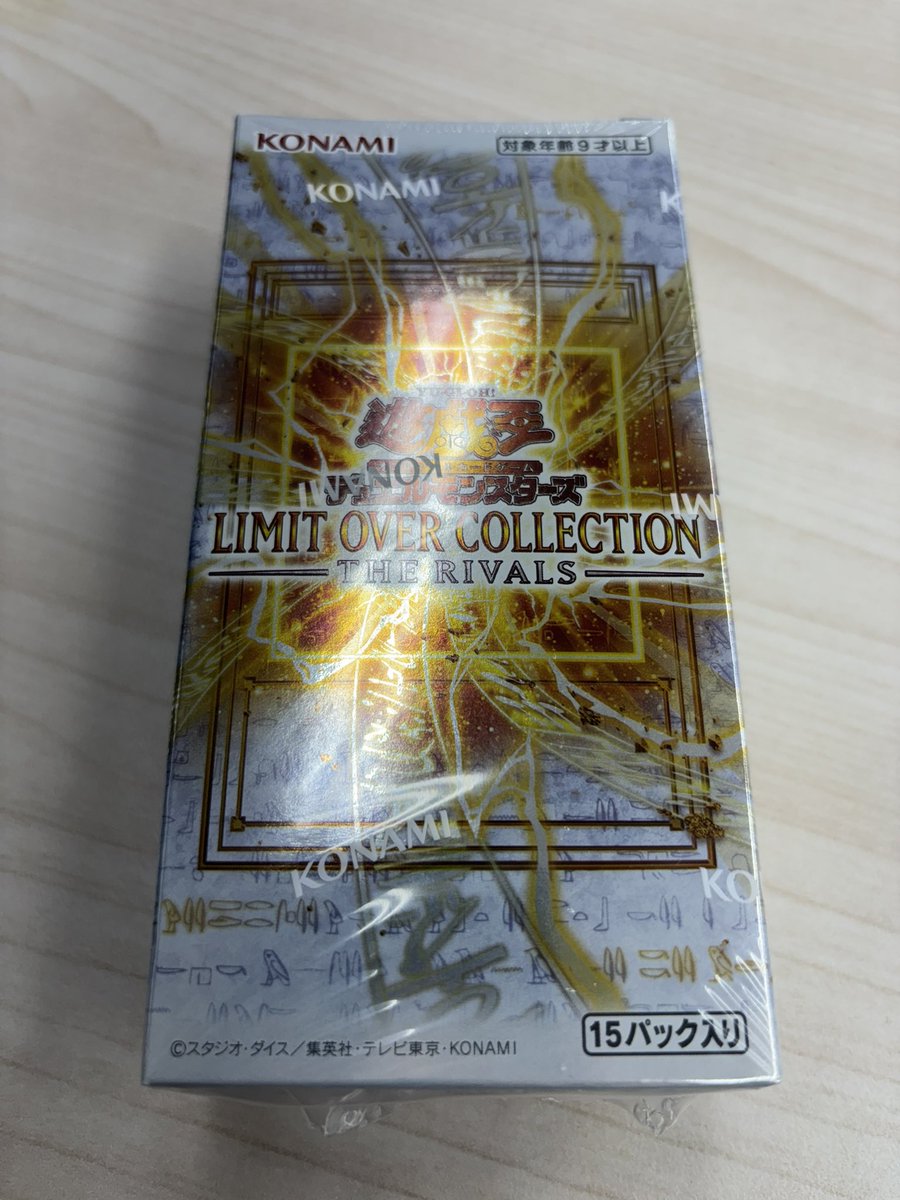 KONAMI
対象年齢9才以上
KONAMI
K
遊戯王
KONAMI
デュエルモンスターズ
LIMIT OVER COLLECTION
THE RIVALS
KONAMI
KO
15パック入り
©スタジオ・ダイス/集英社・テレビ東京・KONAMI